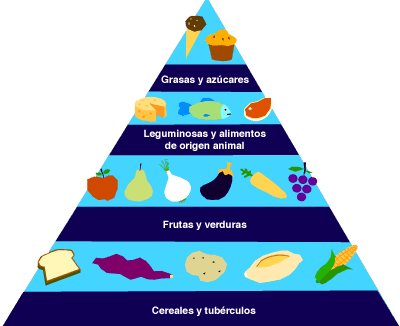 Grasas y azúcares
Leguminosas y alimentos
de origen animal
Frutas y verduras
Cereales y tubérculos